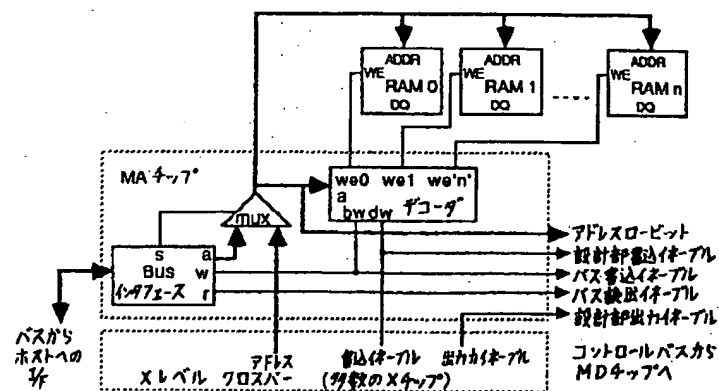 ADDR
WE
RAM 0
DQ
ADDR
WE
RAM 1
DQ
ADDR
WE
RAM n
DQ
MAチップ
we0 we1 we'n'
a
bw dw
デコーダ
mux
s a
Bus w
インタフェース r
アドレスロービット
設計部書込イネーブル
バス書込イネーブル
バス読出イネーブル
設計部出力イネーブル
バスから
ホストへの
I/F
Xレベル
アドレス
クロスバー
書込イネーブル
(多数のXチップ)
出力イネーブル
コントロールバスから
MDチップへ